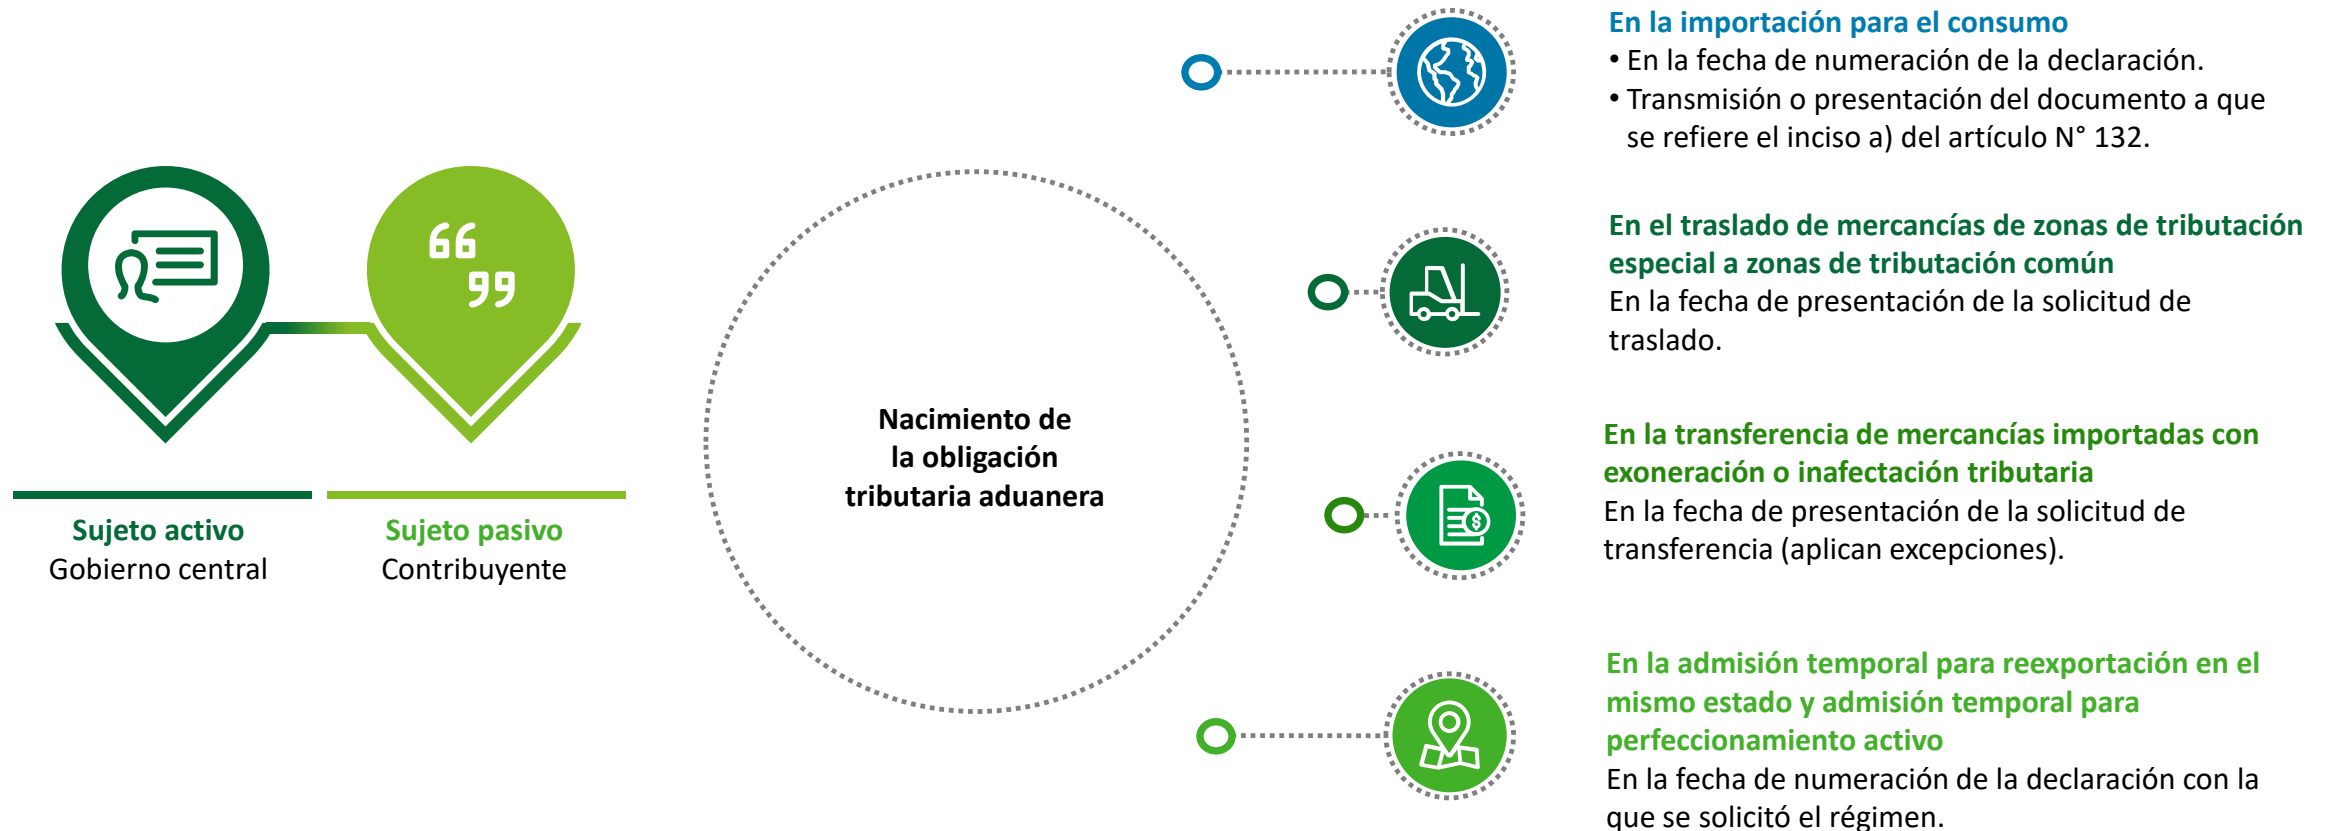 Sujeto activo
Gobierno central
Sujeto pasivo
Contribuyente
Nacimiento de
la obligación
tributaria aduanera
En la importación para el consumo
• En la fecha de numeración de la declaración.
• Transmisión o presentación del documento a que
se refiere el inciso a) del artículo N° 132.
En el traslado de mercancías de zonas de tributación
especial a zonas de tributación común
En la fecha de presentación de la solicitud de
traslado.
En la transferencia de mercancías importadas con
exoneración o inafectación tributaria
En la fecha de presentación de la solicitud de
transferencia (aplican excepciones).
En la admisión temporal para reexportación en el
mismo estado y admisión temporal para
perfeccionamiento activo
En la fecha de numeración de la declaración con la
que se solicitó el régimen.